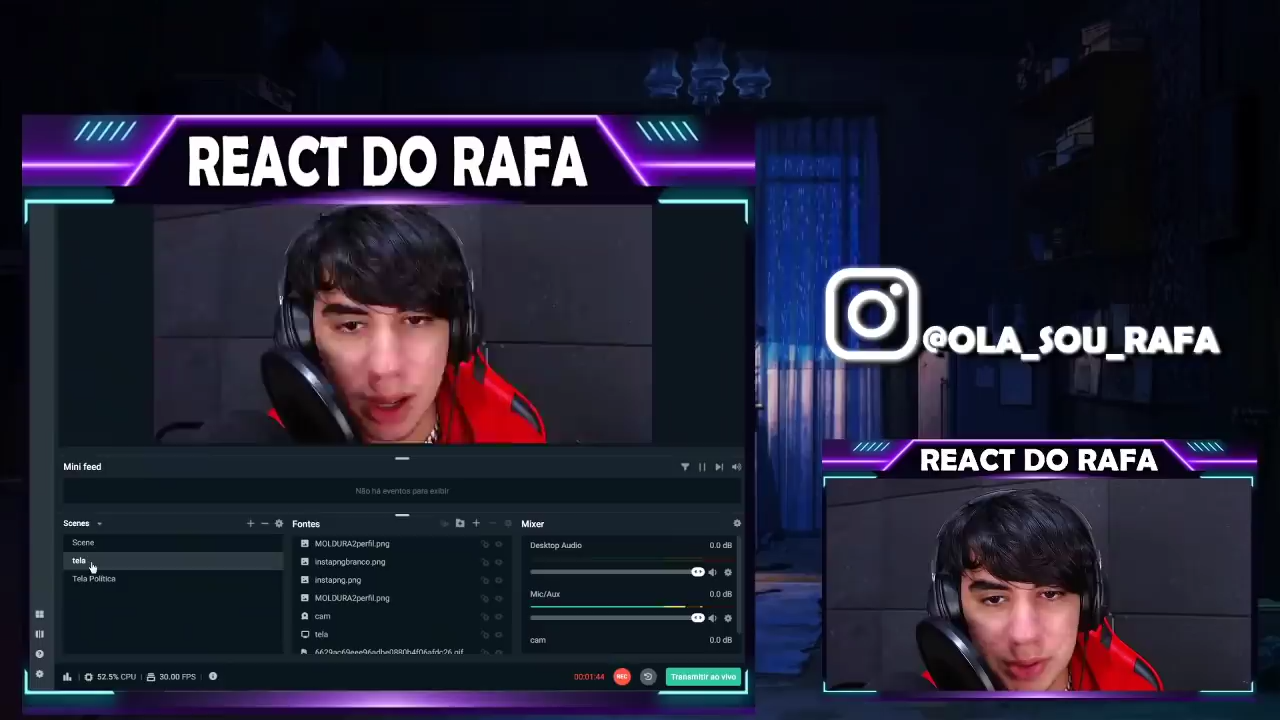 REACT DO RAFA
@OLA_SOU_RAFA
REACT DO RAFA
Mini feed
Não há eventos para exibir
Scenes
Scene
tela
Tela Política
Fontes
MOLDURA2perfil.png
instapngbranco.png
instapng.png
MOLDURA2perfil.png
cam
tela
Mixer
Desktop Audio 0.0 dB
Mic/Aux 0.0 dB
cam 0.0 dB
52.5% CPU 30.00 FPS
00:01:44 REC Transmitir ao vivo